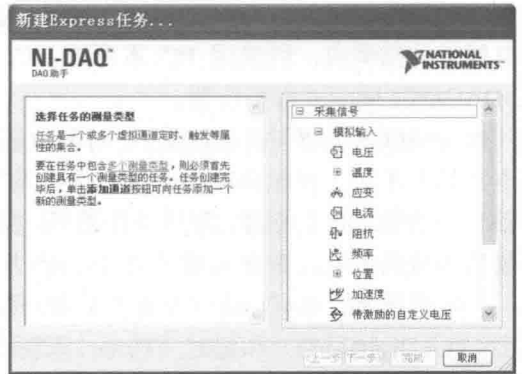 新建Express任务...
NI-DAQ™
DAQ助手
NATIONAL
INSTRUMENTS™
选择任务的测量类型
任务是一个或多个虚拟通道定时、触发等属
性的集合。
要在任务中包含多个测量类型，则必须首先
创建具有一个测量类型的任务。任务创建完
毕后，单击添加通道按钮可向任务添加一个
新的测量类型。
采集信号
模拟输入
电压
温度
应变
电流
阻抗
频率
位置
加速度
带激励的自定义电压
上一步 下一步 完成 取消